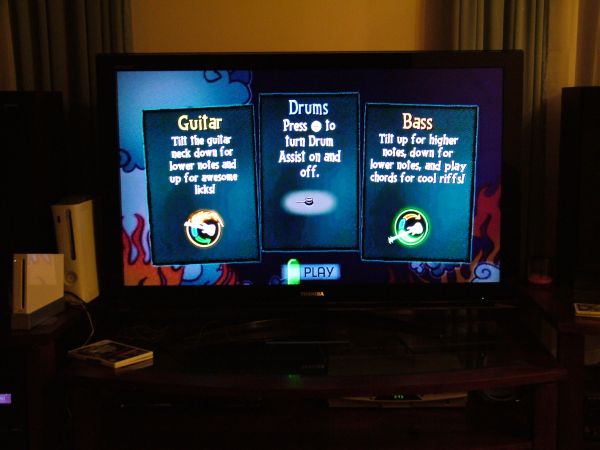 Guitar
Tilt the guitar
neck down for
lower notes and
up for awesome
licks!
Drums
Press to
turn Drum
Assist on and
off.
Bass
Tilt up for higher
notes, down for
lower notes, and play
chords for cool riffs!
PLAY
TOSHIBA